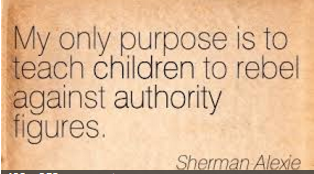 My only purpose is to
teach children to rebel
against authority
figures.
Sherman Alexie